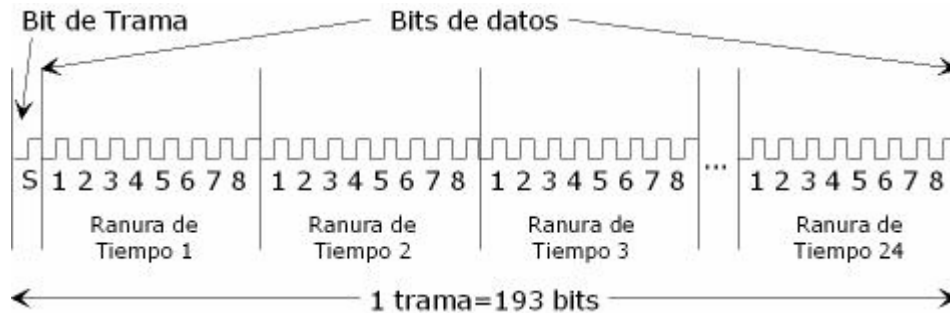 Bit de Trama Bits de datos
S 1 2 3 4 5 6 7 8 1 2 3 4 5 6 7 8 1 2 3 4 5 6 7 8 ... 1 2 3 4 5 6 7 8
Ranura de Tiempo 1
Ranura de Tiempo 2
Ranura de Tiempo 3
Ranura de Tiempo 24
1 trama=193 bits